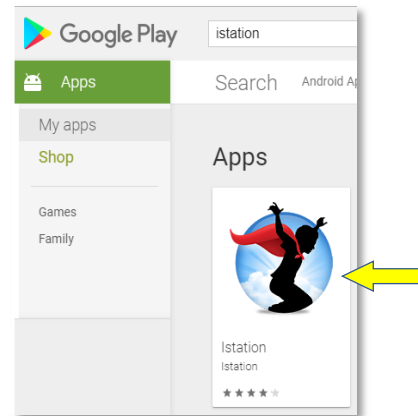 Google Play
istation
Apps
Search Android Ap
My apps
Shop
Apps
Games
Family
Istation
Istation